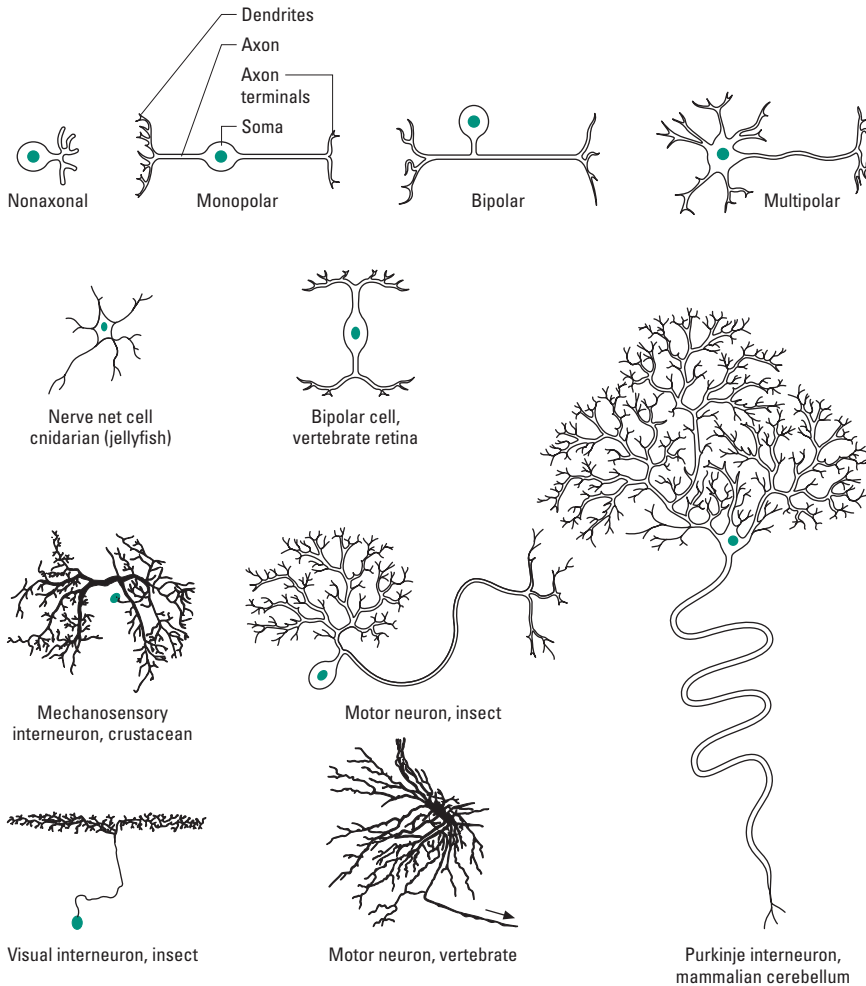 Dendrites
Axon
Axon
terminals
Soma
Nonaxonal
Monopolar
Bipolar
Multipolar
Nerve net cell
cnidarian (jellyfish)
Bipolar cell,
vertebrate retina
Mechanosensory
interneuron, crustacean
Motor neuron, insect
Visual interneuron, insect
Motor neuron, vertebrate
Purkinje interneuron,
mammalian cerebellum